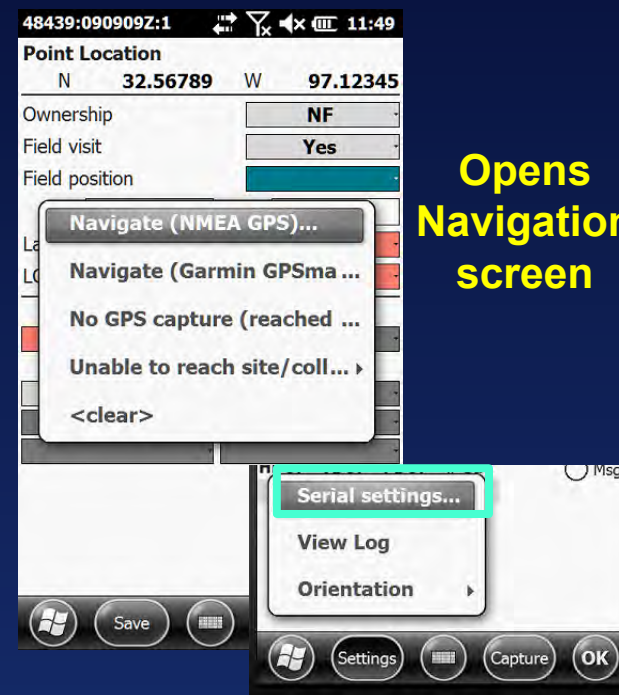 48439:090909Z:1 11:49
Point Location
N 32.56789 W 97.12345
Ownership NF
Field visit Yes
Field position
Navigate (NMEA GPS)...
Navigate (Garmin GPSma ...
No GPS capture (reached ...
Unable to reach site/coll...
<clear>
Save
Opens
Navigation
screen
Msg
Serial settings...
View Log
Orientation
Settings Capture OK